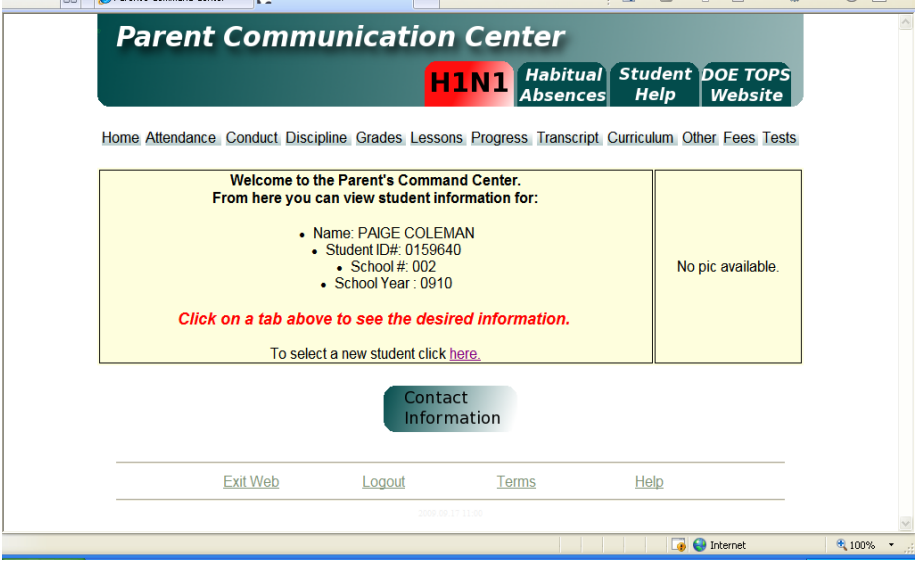 Parent Communication Center
H1N1
Habitual Absences
Student Help
DOE TOPS Website
Home Attendance Conduct Discipline Grades Lessons Progress Transcript Curriculum Other Fees Tests
Welcome to the Parent's Command Center.
From here you can view student information for:
• Name: PAIGE COLEMAN
• Student ID#: 0159640
• School #: 002
• School Year : 0910
No pic available.
Click on a tab above to see the desired information.
To select a new student click here.
Contact
Information
Exit Web Logout Terms Help
Internet 100%